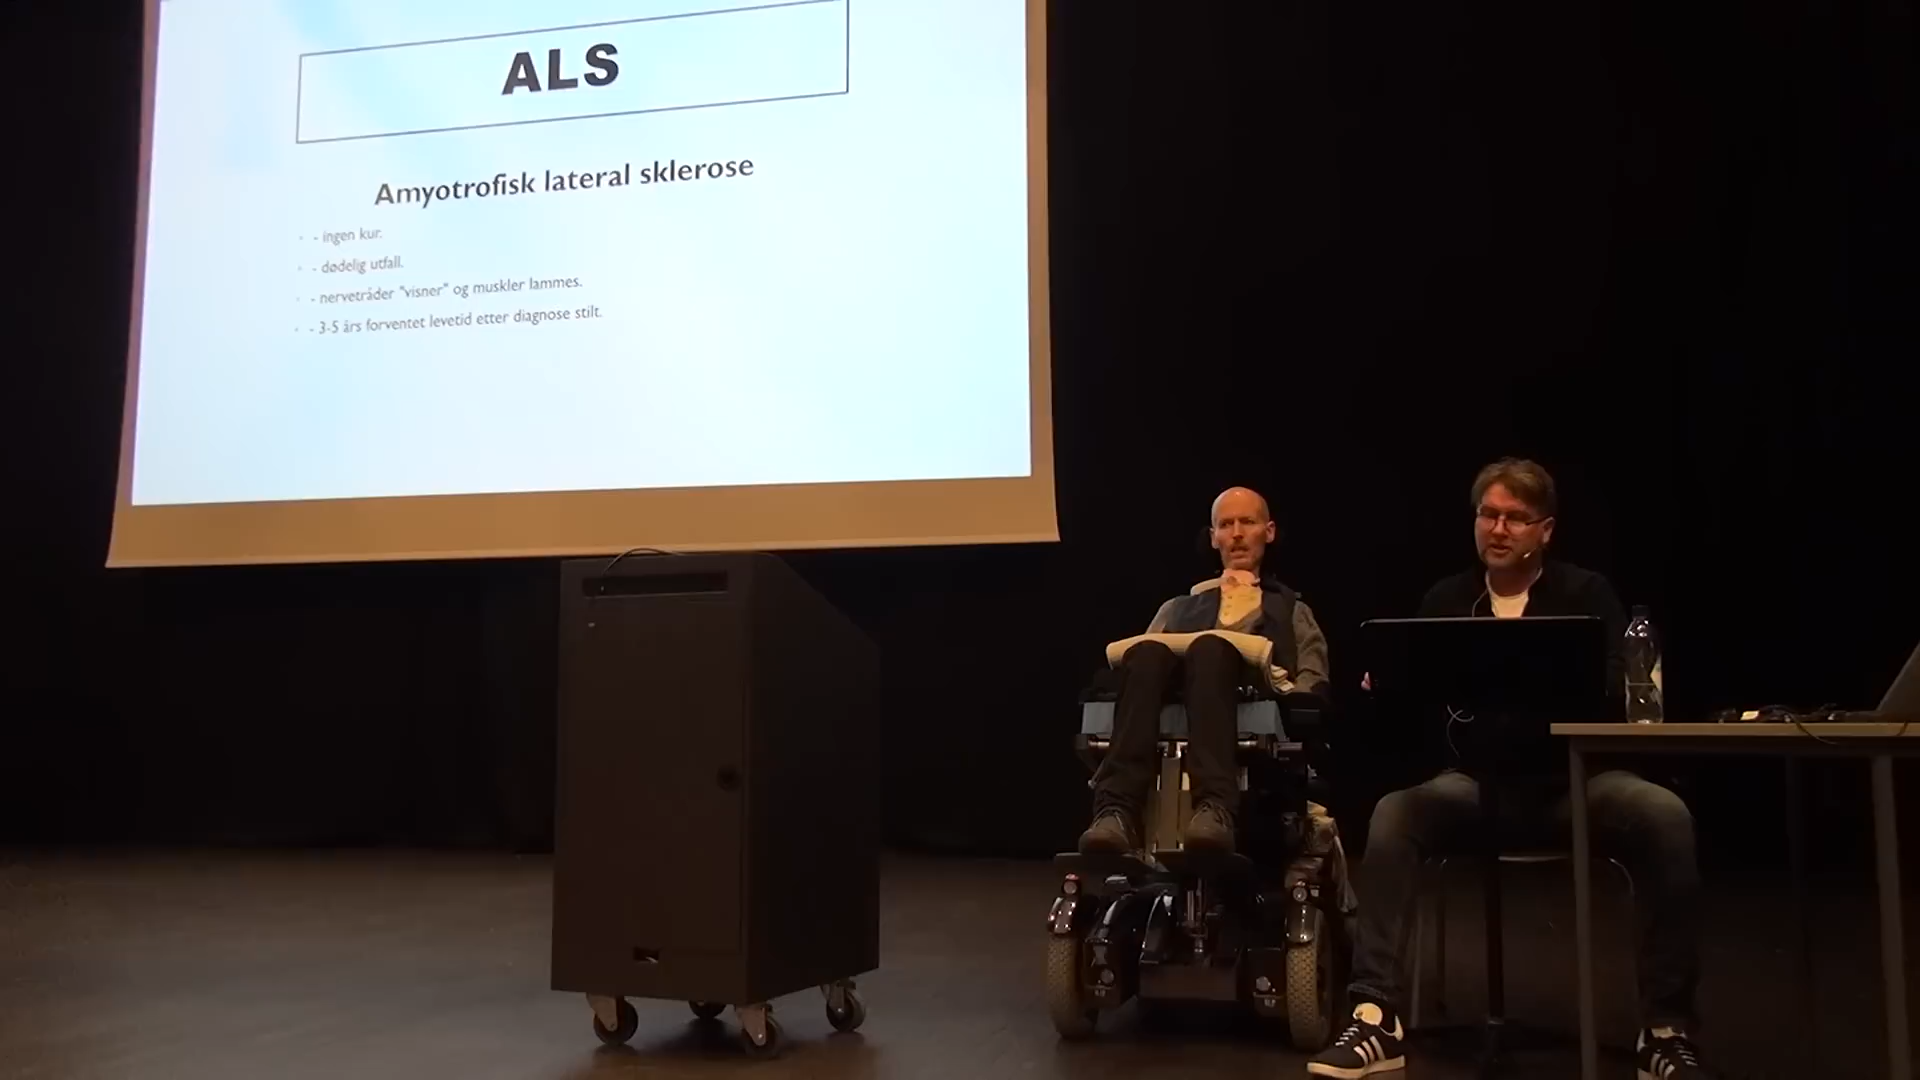 ALS
Amyotrofisk lateral sklerose
- ingen kur.
- dødelig utfall.
- nervetråder "visner" og muskler lammes.
- 3-5 års forventet levetid etter diagnose stilt.